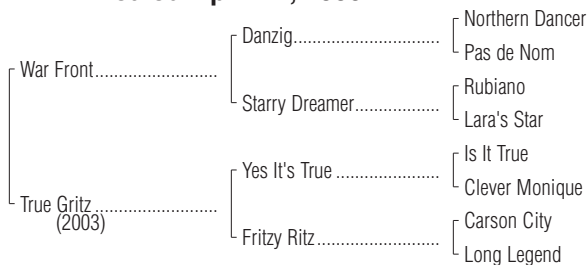 Northern Dancer
Danzig
Pas de Nom
War Front
Rubiano
Starry Dreamer
Lara's Star
Is It True
Yes It's True
Clever Monique
True Gritz
(2003)
Carson City
Fritzy Ritz
Long Legend